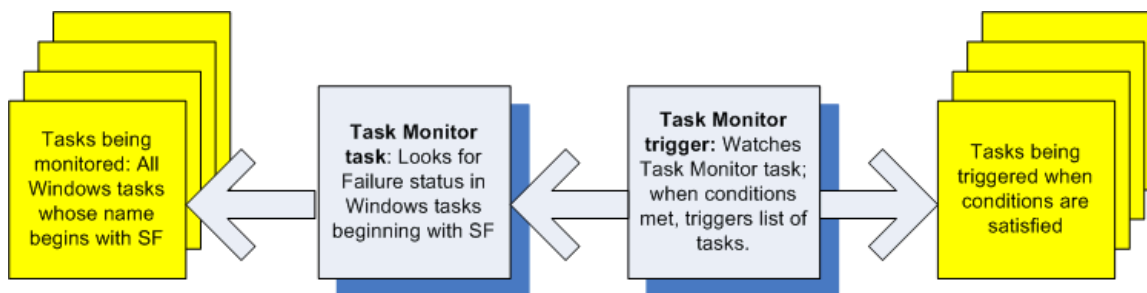 Tasks being
monitored: All
Windows tasks
whose name
begins with SF
Task Monitor
task: Looks for
Failure status in
Windows tasks
beginning with SF
Task Monitor
trigger: Watches
Task Monitor task;
when conditions
met, triggers list of
tasks.
Tasks being
triggered when
conditions are
satisfied